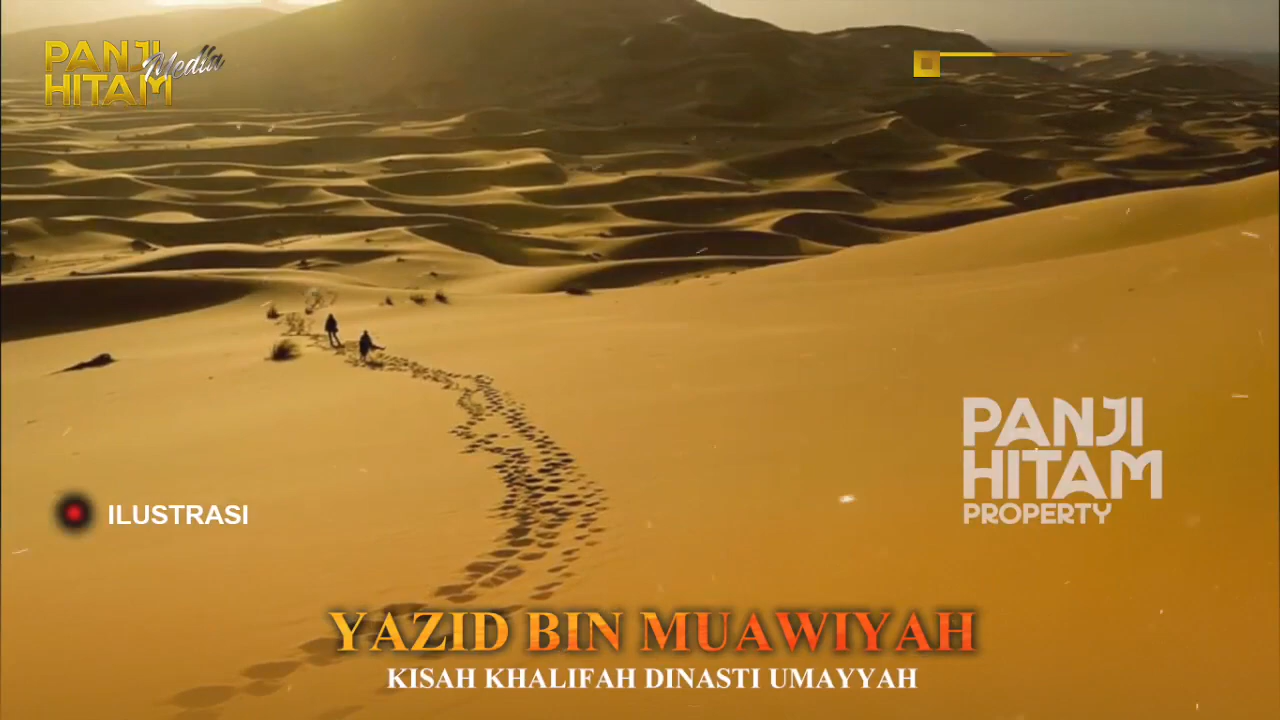 PANJI
HITAM
Media
PANJI
HITAM
PROPERTY
ILUSTRASI
YAZID BIN MUAWIYAH
KISAH KHALIFAH DINASTI UMAYYAH